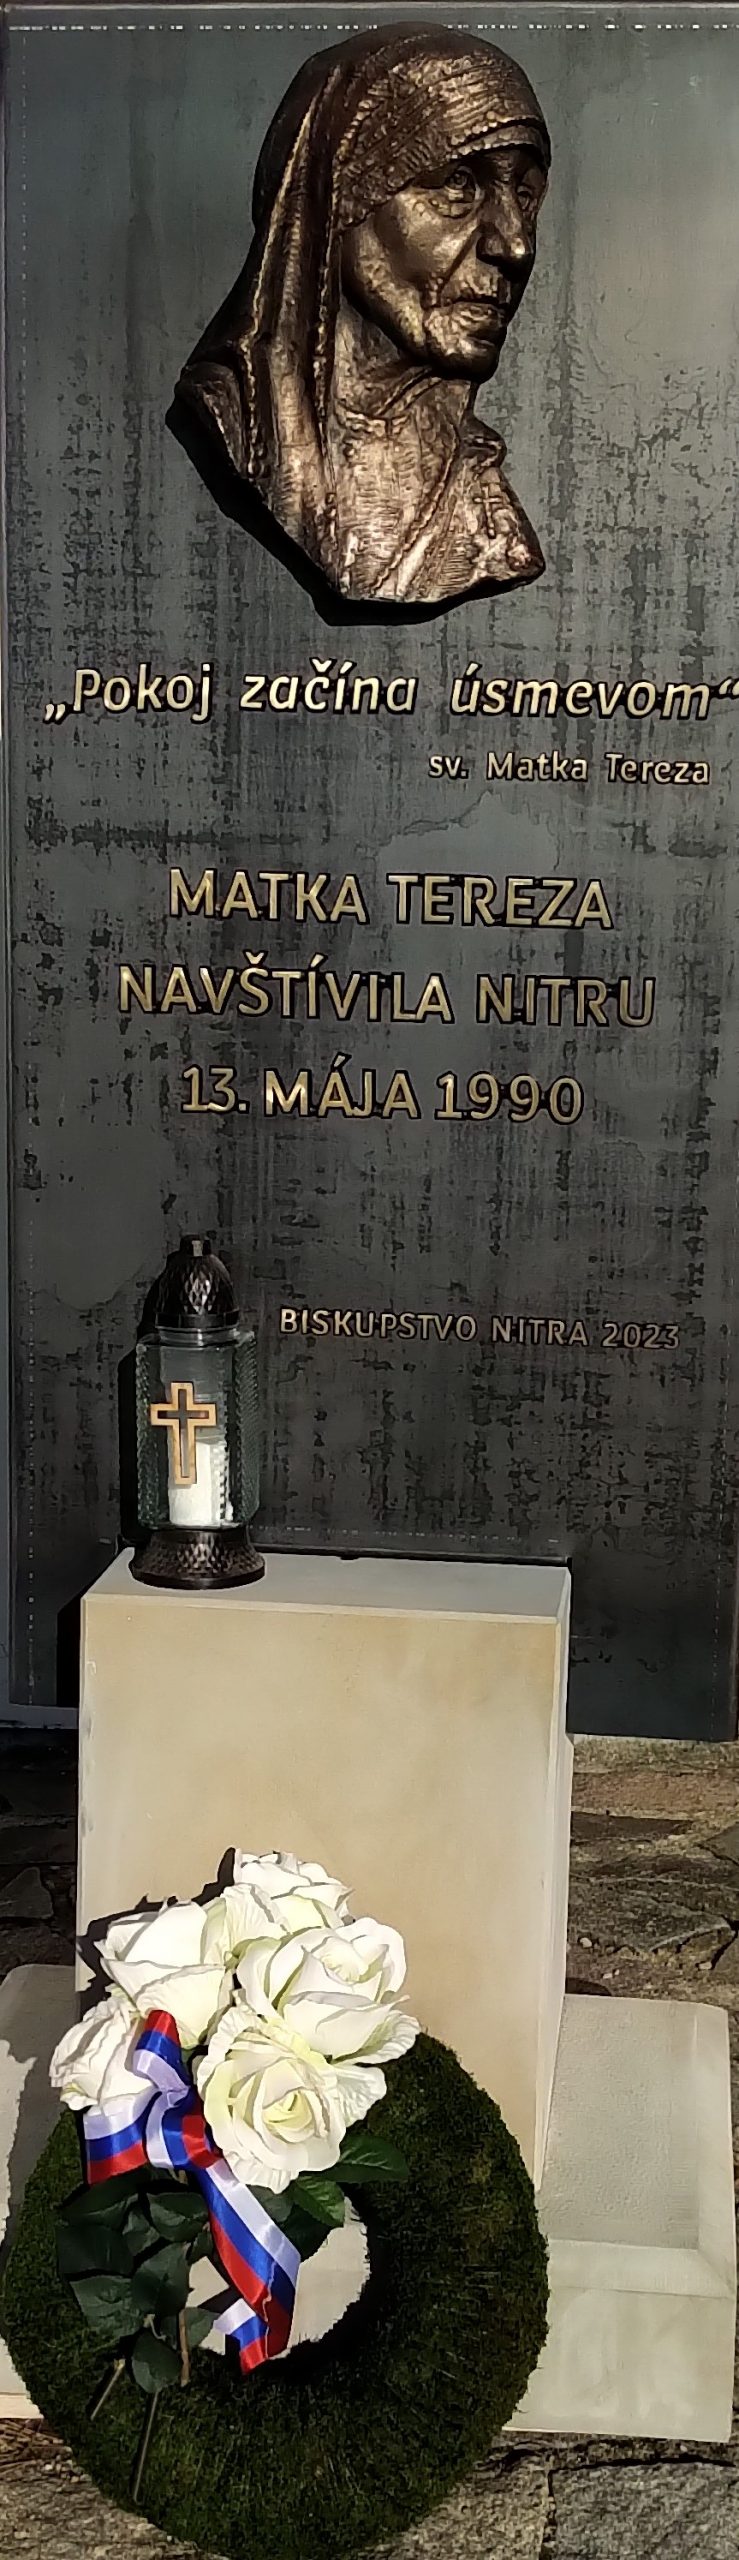 „Pokoj začína úsmevom“
sv. Matka Tereza
MATKA TEREZA
NAVŠTÍVILA NITRU
13. MÁJA 1990
BISKUPSTVO NITRA 2023